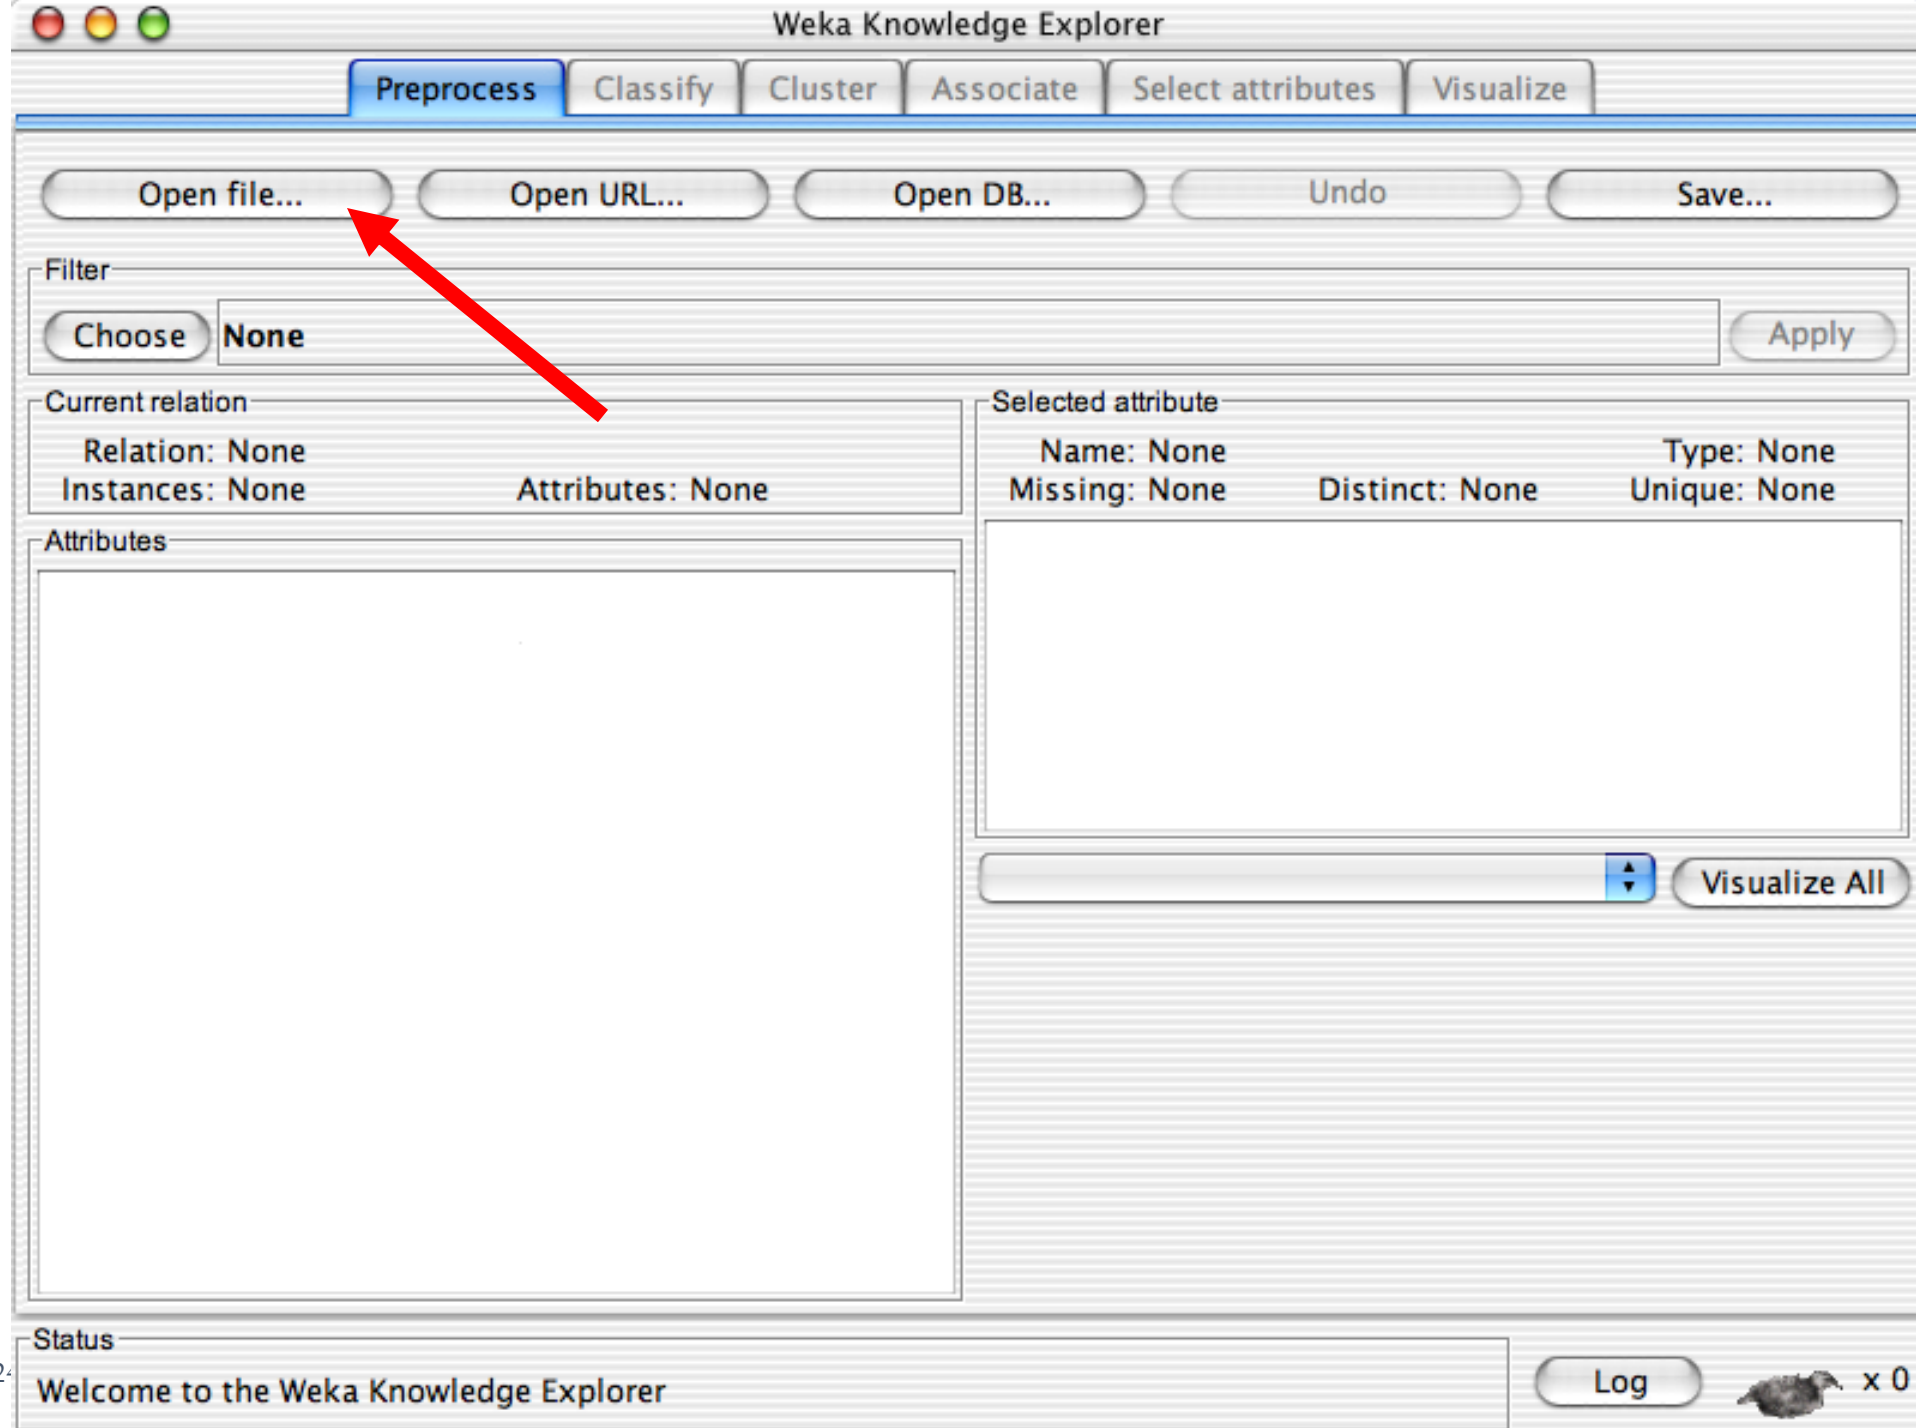 Weka Knowledge Explorer
Preprocess Classify Cluster Associate Select attributes Visualize
Open file... Open URL... Open DB... Undo Save...
Filter
Choose None Apply
Current relation
Relation: None
Instances: None Attributes: None
Selected attribute
Name: None Type: None
Missing: None Distinct: None Unique: None
Attributes
Visualize All
Status
Welcome to the Weka Knowledge Explorer
Log x 0